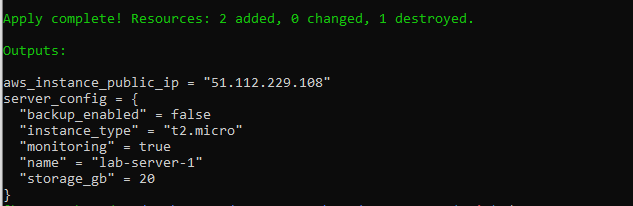 Apply complete! Resources: 2 added, 0 changed, 1 destroyed.
Outputs:
aws_instance_public_ip = "51.112.229.108"
server_config = {
  "backup_enabled" = false
  "instance_type" = "t2.micro"
  "monitoring" = true
  "name" = "lab-server-1"
  "storage_gb" = 20
}